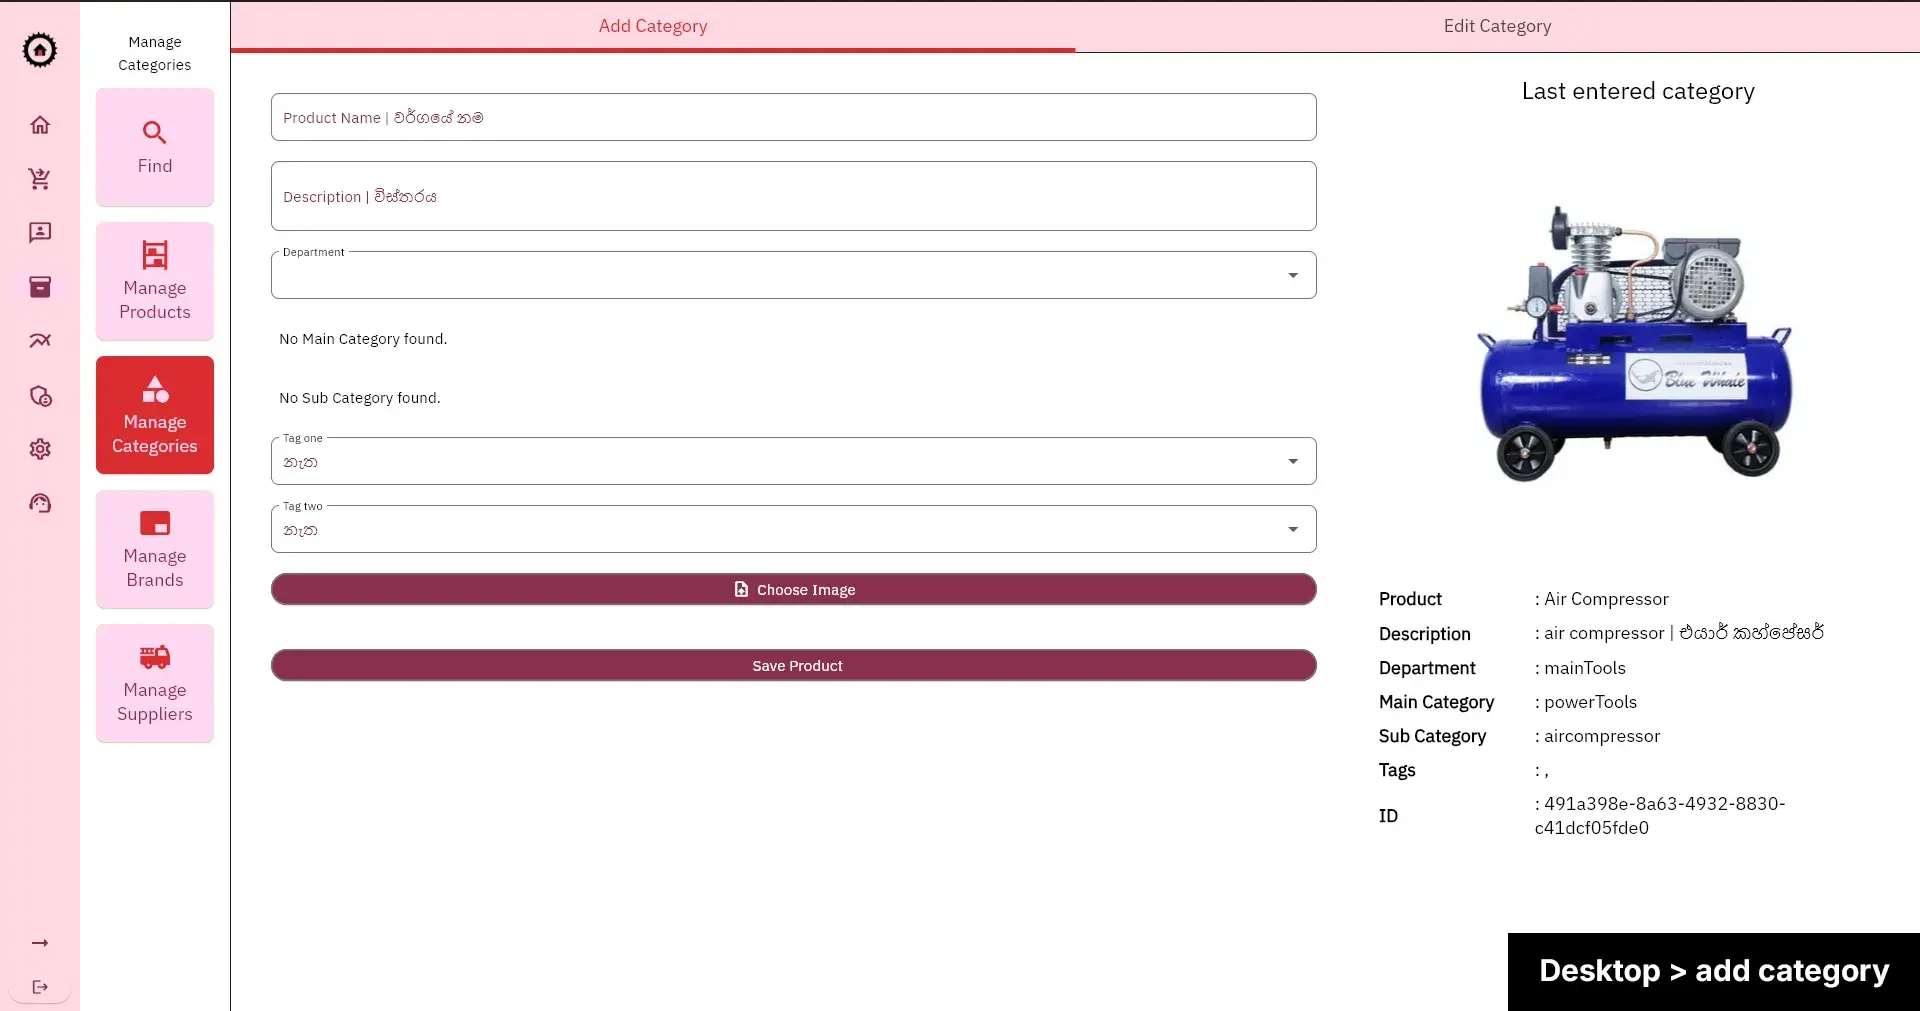 Manage
Categories
Find
Manage
Products
Manage
Categories
Manage
Brands
Manage
Suppliers
Add Category
Edit Category
Product Name | වර්ගයේ නම
Description | විස්තරය
Department
No Main Category found.
No Sub Category found.
Tag one
නැත
Tag two
නැත
Choose Image
Save Product
Last entered category
Blue Whale
Product : Air Compressor
Description : air compressor | එයාර් කහ්පේසර්
Department : mainTools
Main Category : powerTools
Sub Category : aircompressor
Tags : ,
ID : 491a398e-8a63-4932-8830-
c41dcf05fde0
Desktop > add category